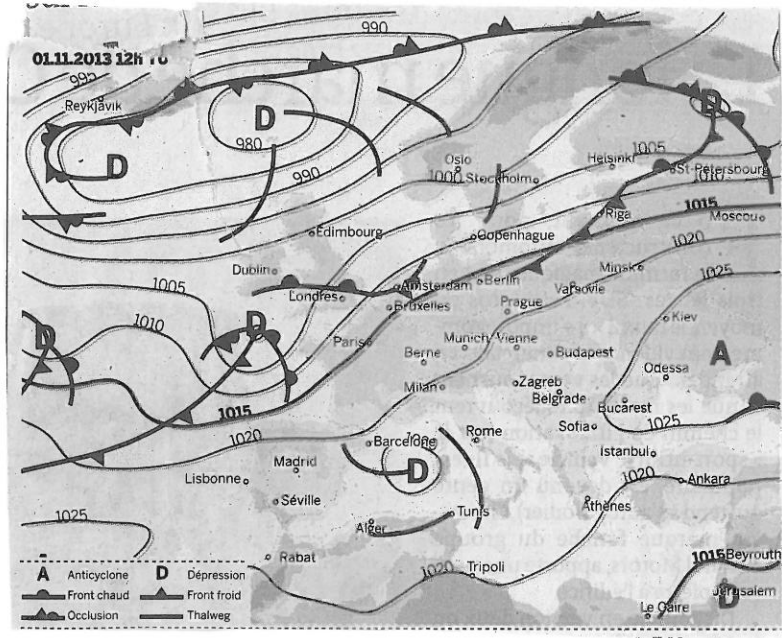 01.11.2013 12h
990
995
Reykjavik
D
D
D
980
990
Oslo
1000
Stockholm
Helsinki
1005
St-Pétersbourg
1010
Riga
1015
Moscou
Edimbourg
Copenhague
1020
Dublin
Minsk
1025
1005
Londres
Amsterdam
Berlin
Varsovie
Bruxelles
Prague
1010
D
D
Kiev
Paris
Munich
Vienne
Budapest
A
Berne
Odessa
Milan
Zagreb
Belgrade
Bucarest
1015
1025
Sofia
1020
Barcelone
Rome
Istanbul
Madrid
D
1020
Ankara
Lisbonne
Séville
Athènes
1025
Alger
Tunis
Rabat
1020
Tripoli
1015
Beyrouth
D
Jérusalem
Le Caire
A Anticyclone D Dépression
Front chaud Front froid
Occlusion Thalweg